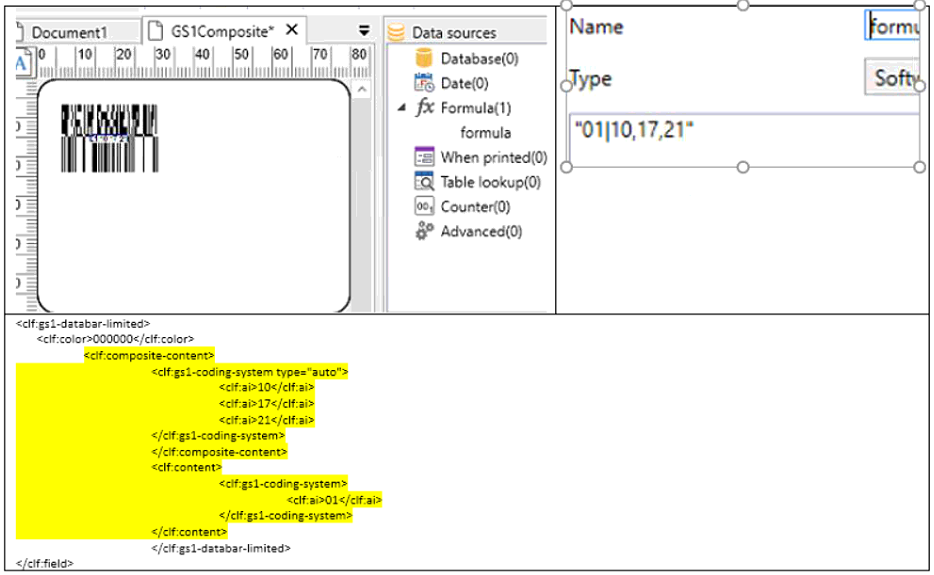 Document1
GS1Composite*
0 10 20 30 40 50 60 70 80
Data sources
Database(0)
Date(0)
fx Formula(1)
formula
When printed(0)
Table lookup(0)
Counter(0)
Advanced(0)
Name
formu
Type
Softw
"01|10,17,21"
<clf:gs1-databar-limited>
<clf:color>000000</clf:color>
<clf:composite-content>
<clf:gs1-coding-system type="auto">
<clf:ai>10</clf:ai>
<clf:ai>17</clf:ai>
<clf:ai>21</clf:ai>
</clf:gs1-coding-system>
</clf:composite-content>
<clf:content>
<clf:gs1-coding-system>
<clf:ai>01</clf:ai>
</clf:gs1-coding-system>
</clf:content>
</clf:gs1-databar-limited>
</clf:field>